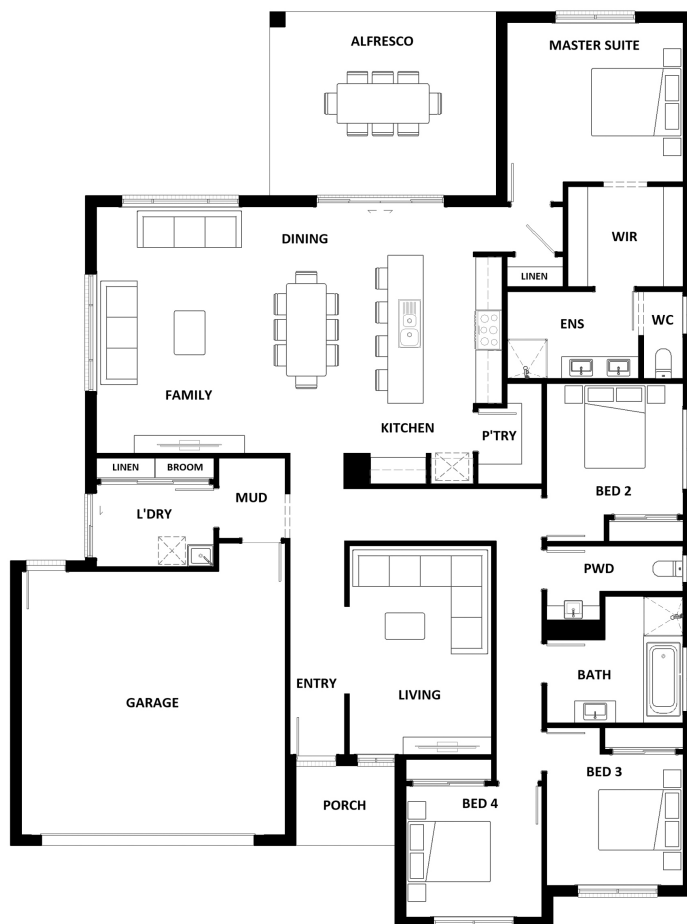 ALFRESCO
MASTER SUITE
DINING
WIR
LINEN
ENS
WC
FAMILY
KITCHEN
P'TRY
LINEN
BROOM
MUD
L'DRY
BED 2
PWD
ENTRY
LIVING
BATH
GARAGE
PORCH
BED 4
BED 3